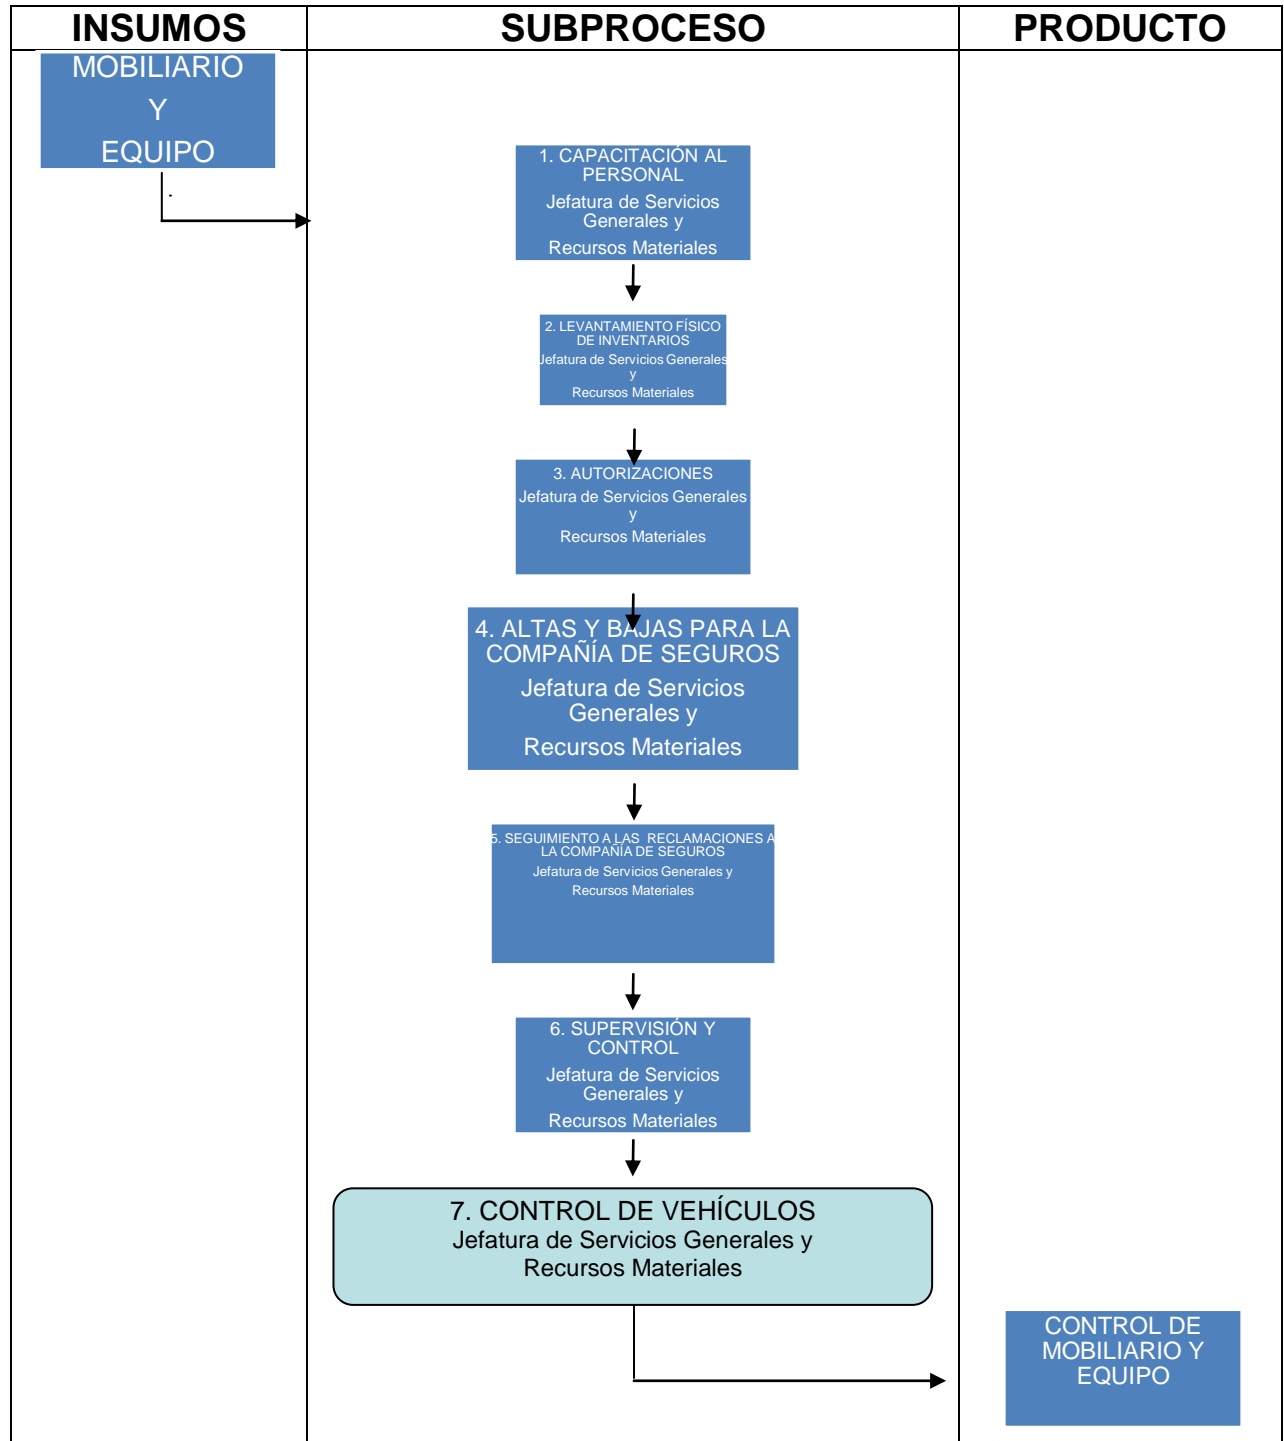 INSUMOS
SUBPROCESO
PRODUCTO
MOBILIARIO
Y
EQUIPO
1. CAPACITACIÓN AL
PERSONAL
Jefatura de Servicios
Generales y
Recursos Materiales
2. LEVANTAMIENTO FÍSICO
DE INVENTARIOS
Jefatura de Servicios Generales
y
Recursos Materiales
3. AUTORIZACIONES
Jefatura de Servicios Generales
y
Recursos Materiales
4. ALTAS Y BAJAS PARA LA
COMPAÑÍA DE SEGUROS
Jefatura de Servicios
Generales y
Recursos Materiales
5. SEGUIMIENTO A LAS RECLAMACIONES A
LA COMPAÑÍA DE SEGUROS
Jefatura de Servicios Generales y
Recursos Materiales
6. SUPERVISIÓN Y
CONTROL
Jefatura de Servicios
Generales y
Recursos Materiales
7. CONTROL DE VEHÍCULOS
Jefatura de Servicios Generales y
Recursos Materiales
CONTROL DE
MOBILIARIO Y
EQUIPO